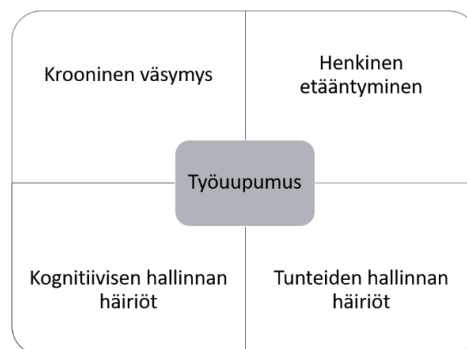 Krooninen väsymys
Henkinen
etääntyminen
Työuupumus
Kognitiivisen hallinnan
häiriöt
Tunteiden hallinnan
häiriöt